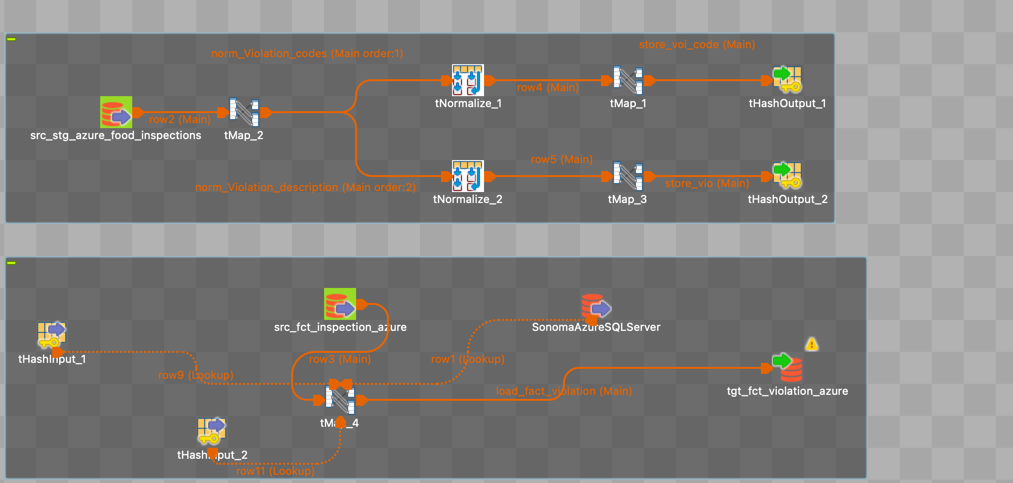 norm_Violation_codes (Main order:1)
store_voi_code (Main)
row4 (Main)
tNormalize_1
tMap_1
tHashOutput_1
row2 (Main)
src_stg_azure_food_inspections
tMap_2
row5 (Main)
norm_Violation_description (Main order:2)
store_vio (Main)
tNormalize_2
tMap_3
tHashOutput_2
src_fct_inspection_azure
SonomaAzureSQLServer
tHashInput_1
row3 (Main)
row1 (Lookup)
row9 (Lookup)
load_fact_violation (Main)
tgt_fct_violation_azure
tMap_4
tHashInput_2
row11 (Lookup)